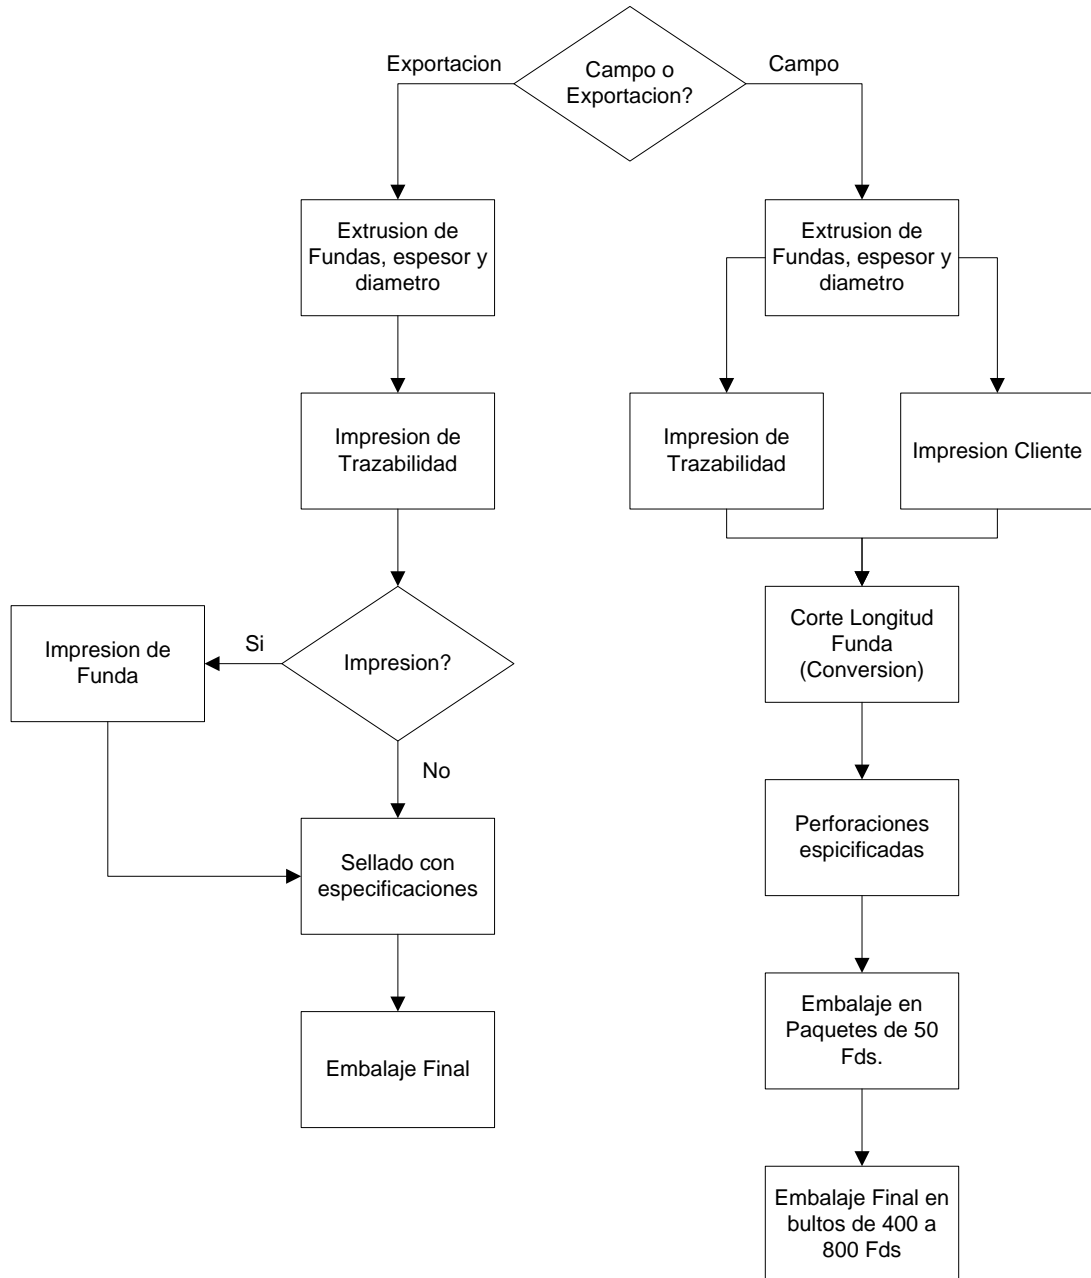 Campo o
Exportacion?
Exportacion
Campo
Extrusion de
Fundas, espesor y
diametro
Impresion de
Trazabilidad
Impresion?
Si
Impresion de
Funda
No
Sellado con
especificaciones
Embalaje Final
Extrusion de
Fundas, espesor y
diametro
Impresion de
Trazabilidad
Impresion Cliente
Corte Longitud
Funda
(Conversion)
Perforaciones
espicificadas
Embalaje en
Paquetes de 50
Fds.
Embalaje Final en
bultos de 400 a
800 Fds